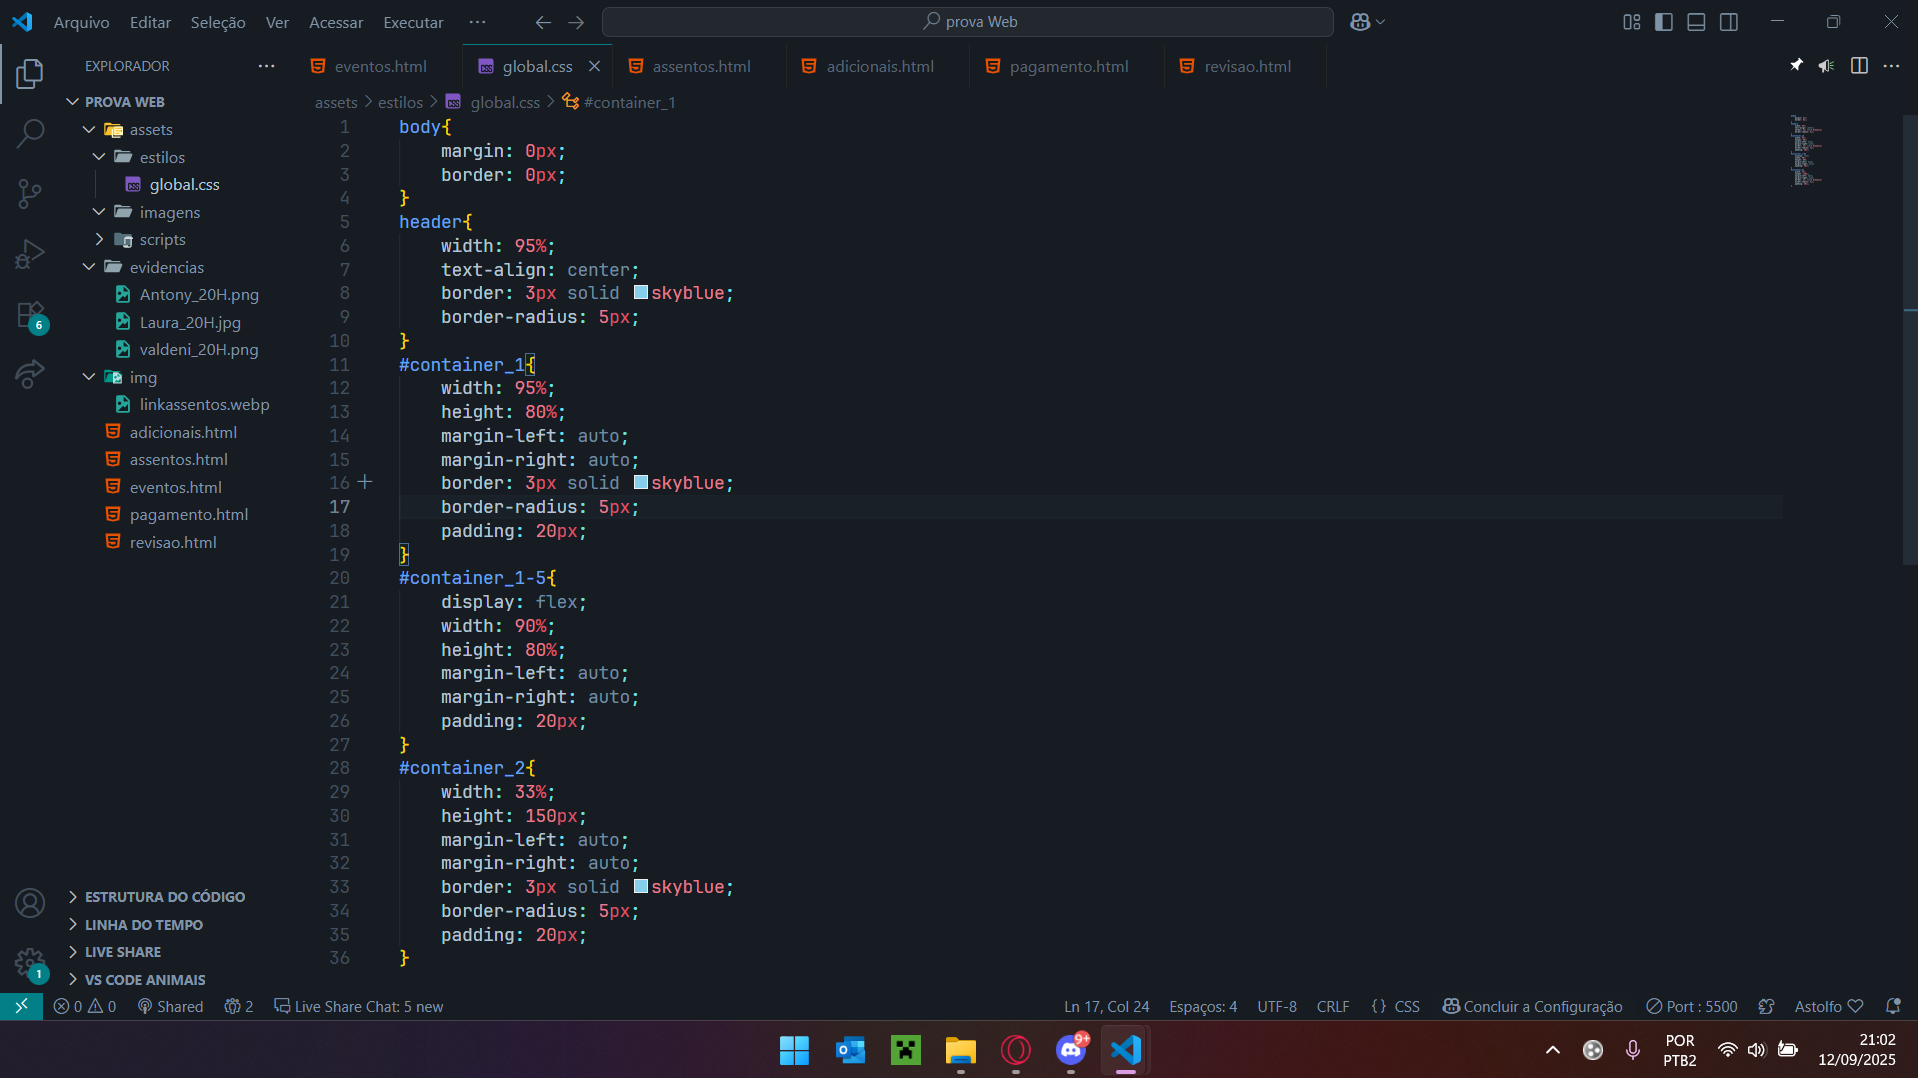 Arquivo Editar Seleção Ver Acessar Executar ··· prova Web
EXPLORADOR ···
eventos.html global.css assentos.html adicionais.html pagamento.html revisao.html
assets > estilos > global.css > #container_1
PROVA WEB
assets
estilos
global.css
imagens
scripts
evidencias
Antony_20H.png
Laura_20H.jpg
valdeni_20H.png
img
linkassentos.webp
adicionais.html
assentos.html
eventos.html
pagamento.html
revisao.html
ESTRUTURA DO CÓDIGO
LINHA DO TEMPO
LIVE SHARE
VS CODE ANIMAIS
6
1
1 body{
2 margin: 0px;
3 border: 0px;
4 }
5 header{
6 width: 95%;
7 text-align: center;
8 border: 3px solid skyblue;
9 border-radius: 5px;
10 }
11 #container_1{
12 width: 95%;
13 height: 80%;
14 margin-left: auto;
15 margin-right: auto;
16 border: 3px solid skyblue;
17 border-radius: 5px;
18 padding: 20px;
19 }
20 #container_1-5{
21 display: flex;
22 width: 90%;
23 height: 80%;
24 margin-left: auto;
25 margin-right: auto;
26 padding: 20px;
27 }
28 #container_2{
29 width: 33%;
30 height: 150px;
31 margin-left: auto;
32 margin-right: auto;
33 border: 3px solid skyblue;
34 border-radius: 5px;
35 padding: 20px;
36 }
0 0 Shared 2 Live Share Chat: 5 new Ln 17, Col 24 Espaços: 4 UTF-8 CRLF {} CSS Concluir a Configuração Port : 5500 Astolfo
9+
POR
PTB2
21:02
12/09/2025